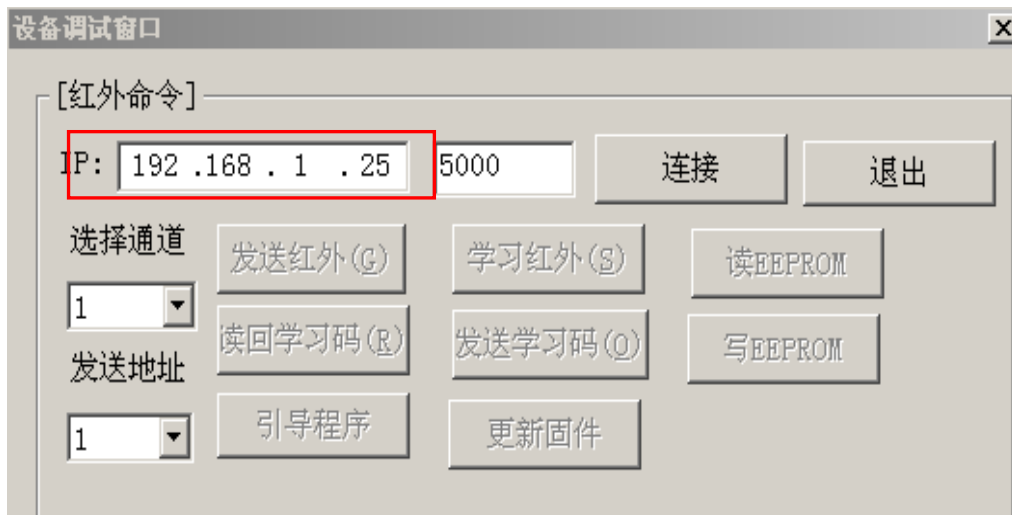 设备调试窗口
[红外命令]
IP: 192 .168 . 1 .25 5000 连接 退出
选择通道 发送红外(G) 学习红外(S) 读EEPROM
1 读回学习码(R) 发送学习码(O) 写EEPROM
发送地址
1 引导程序 更新固件